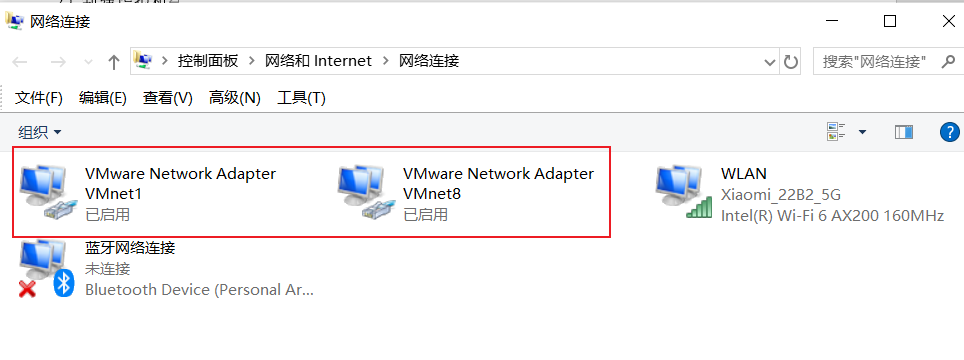 网络连接
控制面板 > 网络和 Internet > 网络连接
搜索"网络连接"
文件(F) 编辑(E) 查看(V) 高级(N) 工具(T)
组织
VMware Network Adapter
VMnet1
已启用
VMware Network Adapter
VMnet8
已启用
WLAN
Xiaomi_22B2_5G
Intel(R) Wi-Fi 6 AX200 160MHz
蓝牙网络连接
未连接
Bluetooth Device (Personal Ar...